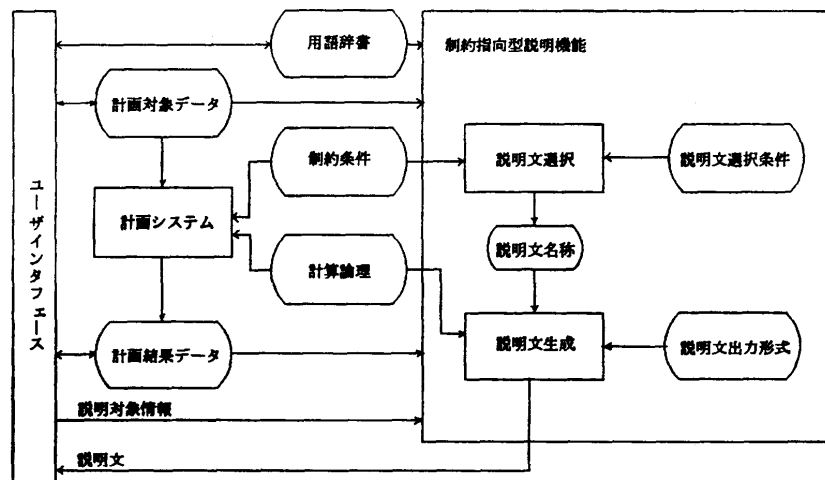 用語辞書
制約指向型説明機能
計画対象データ
制約条件
説明文選択
説明文選択条件
ユーザインタフェース
計画システム
説明文名称
計算論理
計画結果データ
説明文生成
説明文出力形式
説明対象情報
説明文